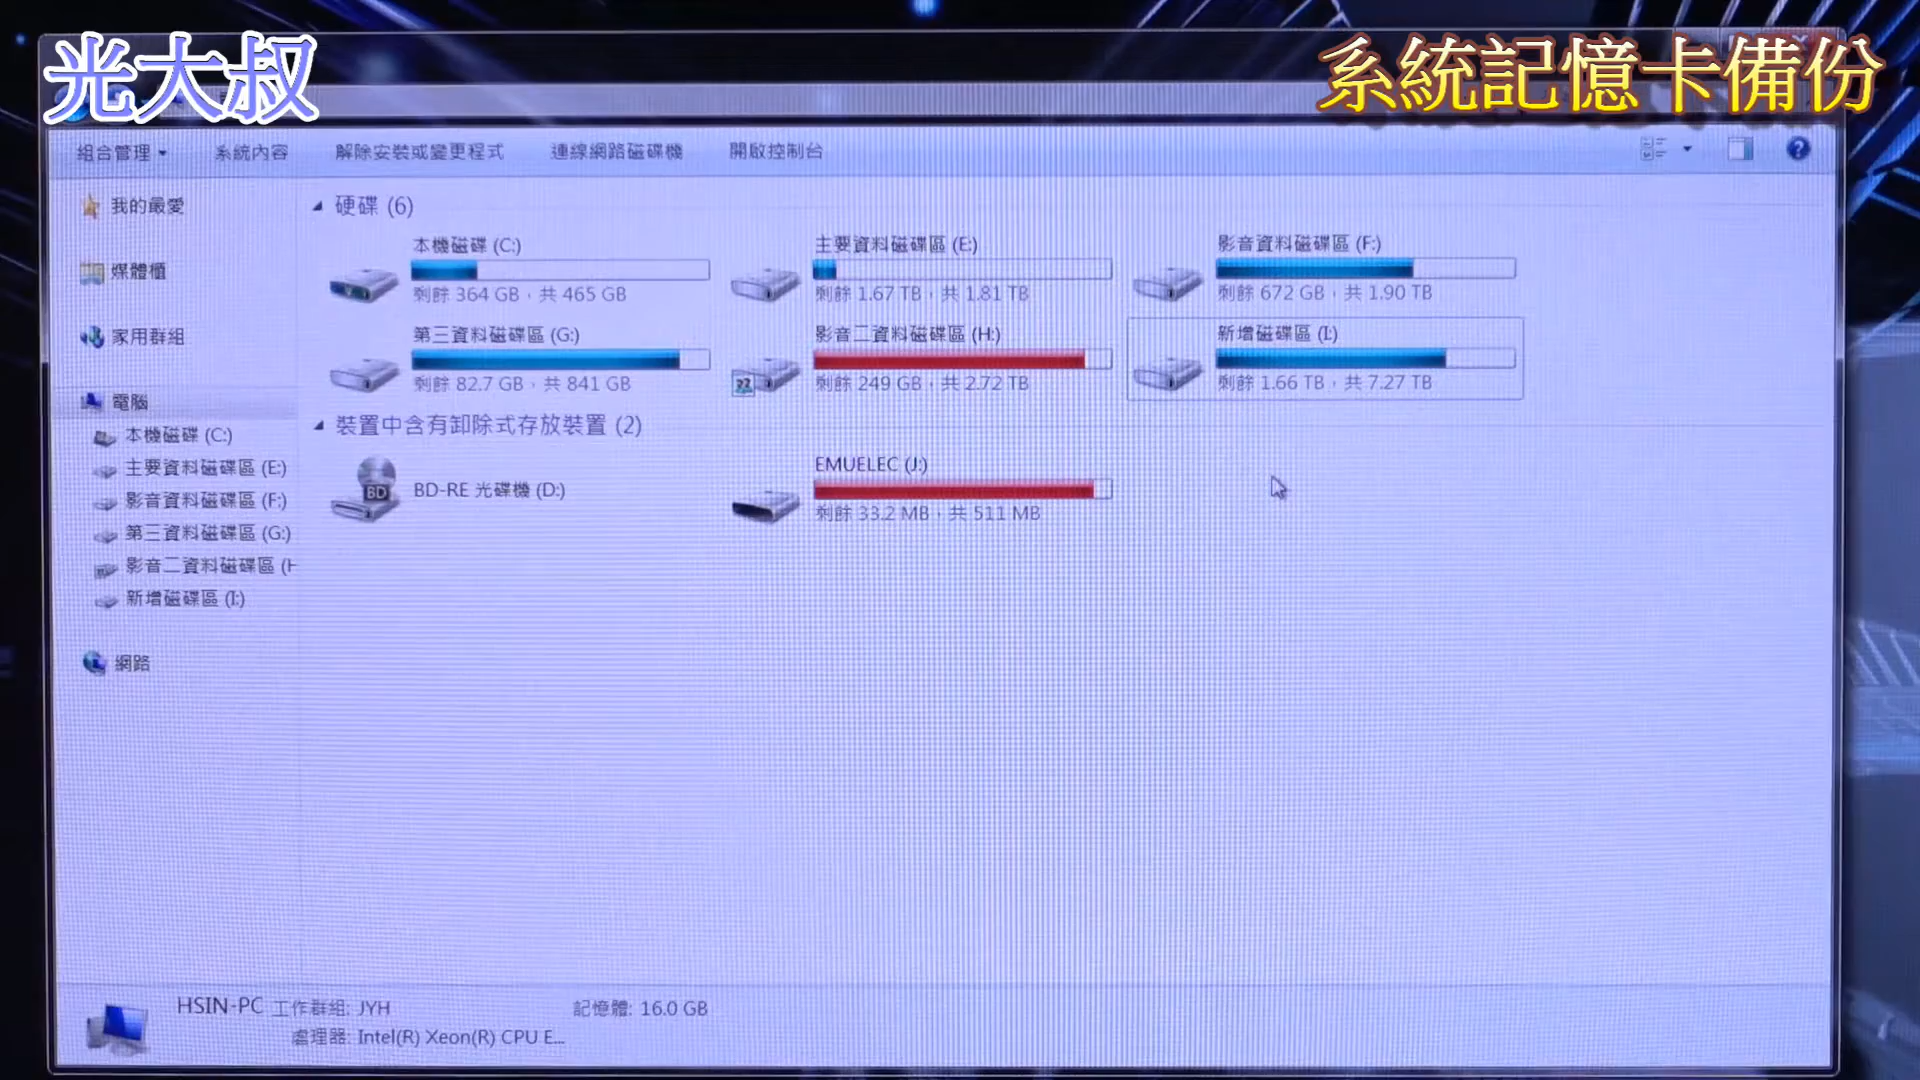 光大叔
系統記憶卡備份
組合管理 系統內容 解除安裝或變更程式 連線網路磁碟機 開啟控制台
我的最愛
媒體櫃
家用群組
電腦
本機磁碟 (C:)
主要資料磁碟區 (E:)
影音資料磁碟區 (F:)
第三資料磁碟區 (G:)
影音二資料磁碟區 (H
新增磁碟區 (I:)
網路
硬碟 (6)
本機磁碟 (C:)
剩餘 364 GB，共 465 GB
主要資料磁碟區 (E:)
剩餘 1.67 TB，共 1.81 TB
影音資料磁碟區 (F:)
剩餘 672 GB，共 1.90 TB
第三資料磁碟區 (G:)
剩餘 82.7 GB，共 841 GB
影音二資料磁碟區 (H:)
剩餘 249 GB，共 2.72 TB
新增磁碟區 (I:)
剩餘 1.66 TB，共 7.27 TB
裝置中含有卸除式存放裝置 (2)
BD
BD-RE 光碟機 (D:)
EMUELEC (J:)
剩餘 33.2 MB，共 511 MB
HSIN-PC 工作群組: JYH 記憶體: 16.0 GB
處理器: Intel(R) Xeon(R) CPU E...